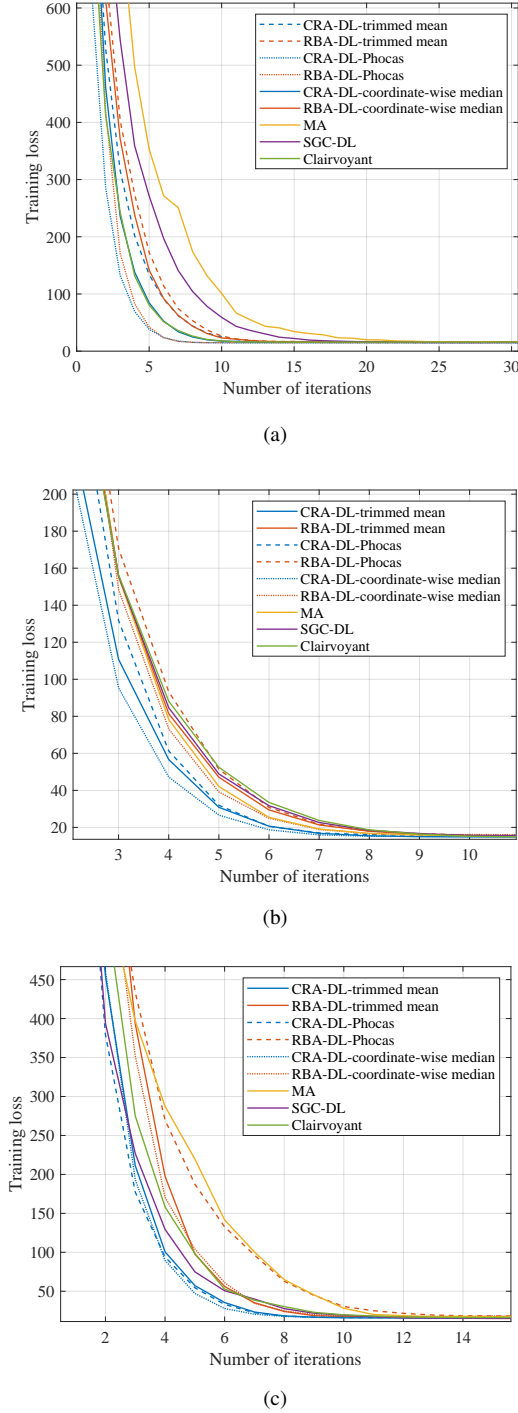 600
500
400
300
200
100
0
Training loss
CRA-DL-trimmed mean
RBA-DL-trimmed mean
CRA-DL-Phocas
RBA-DL-Phocas
CRA-DL-coordinate-wise median
RBA-DL-coordinate-wise median
MA
SGC-DL
Clairvoyant
0 5 10 15 20 25 30
Number of iterations
(a)
200
180
160
140
120
100
80
60
40
20
Training loss
CRA-DL-trimmed mean
RBA-DL-trimmed mean
CRA-DL-Phocas
RBA-DL-Phocas
CRA-DL-coordinate-wise median
RBA-DL-coordinate-wise median
MA
SGC-DL
Clairvoyant
3 4 5 6 7 8 9 10
Number of iterations
(b)
450
400
350
300
250
200
150
100
50
Training loss
CRA-DL-trimmed mean
RBA-DL-trimmed mean
CRA-DL-Phocas
RBA-DL-Phocas
CRA-DL-coordinate-wise median
RBA-DL-coordinate-wise median
MA
SGC-DL
Clairvoyant
2 4 6 8 10 12 14
Number of iterations
(c)